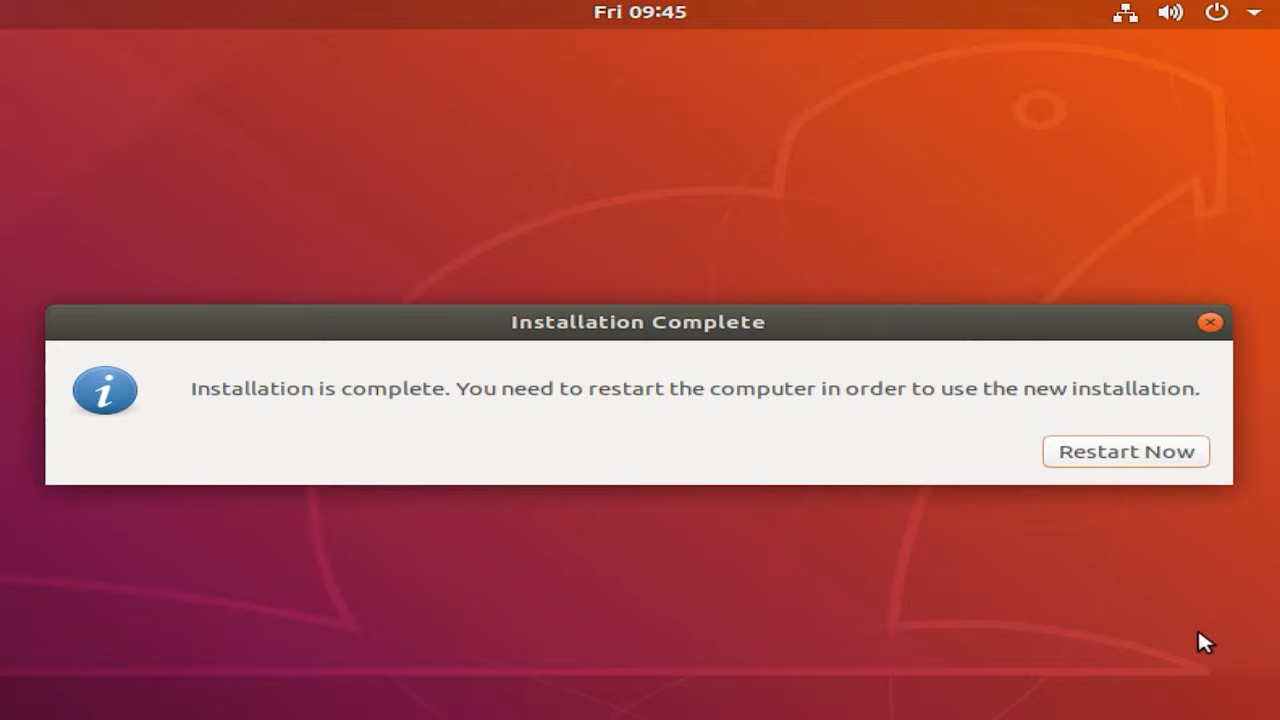 Fri 09:45
Installation Complete
Installation is complete. You need to restart the computer in order to use the new installation.
Restart Now